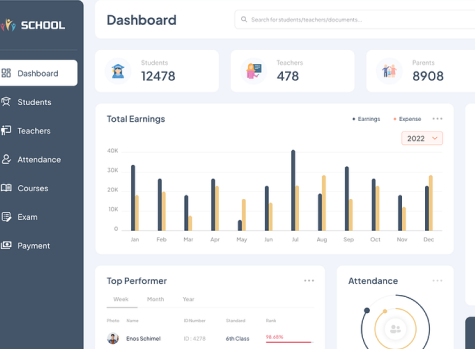 SCHOOL
Dashboard
Students
Teachers
Attendance
Courses
Exam
Payment
Dashboard
Search for students/teachers/documents...
Students
12478
Teachers
478
Parents
8908
Total Earnings
Earnings
Expense
2022
40K
30K
20K
10K
0
Jan Feb Mar Apr May Jun Jul Aug Sep Oct Nov Dec
Top Performer
Week Month Year
Photo Name ID Number Standard Rank
Enos Schimel ID : 4278 6th Class 98.65%
Attendance